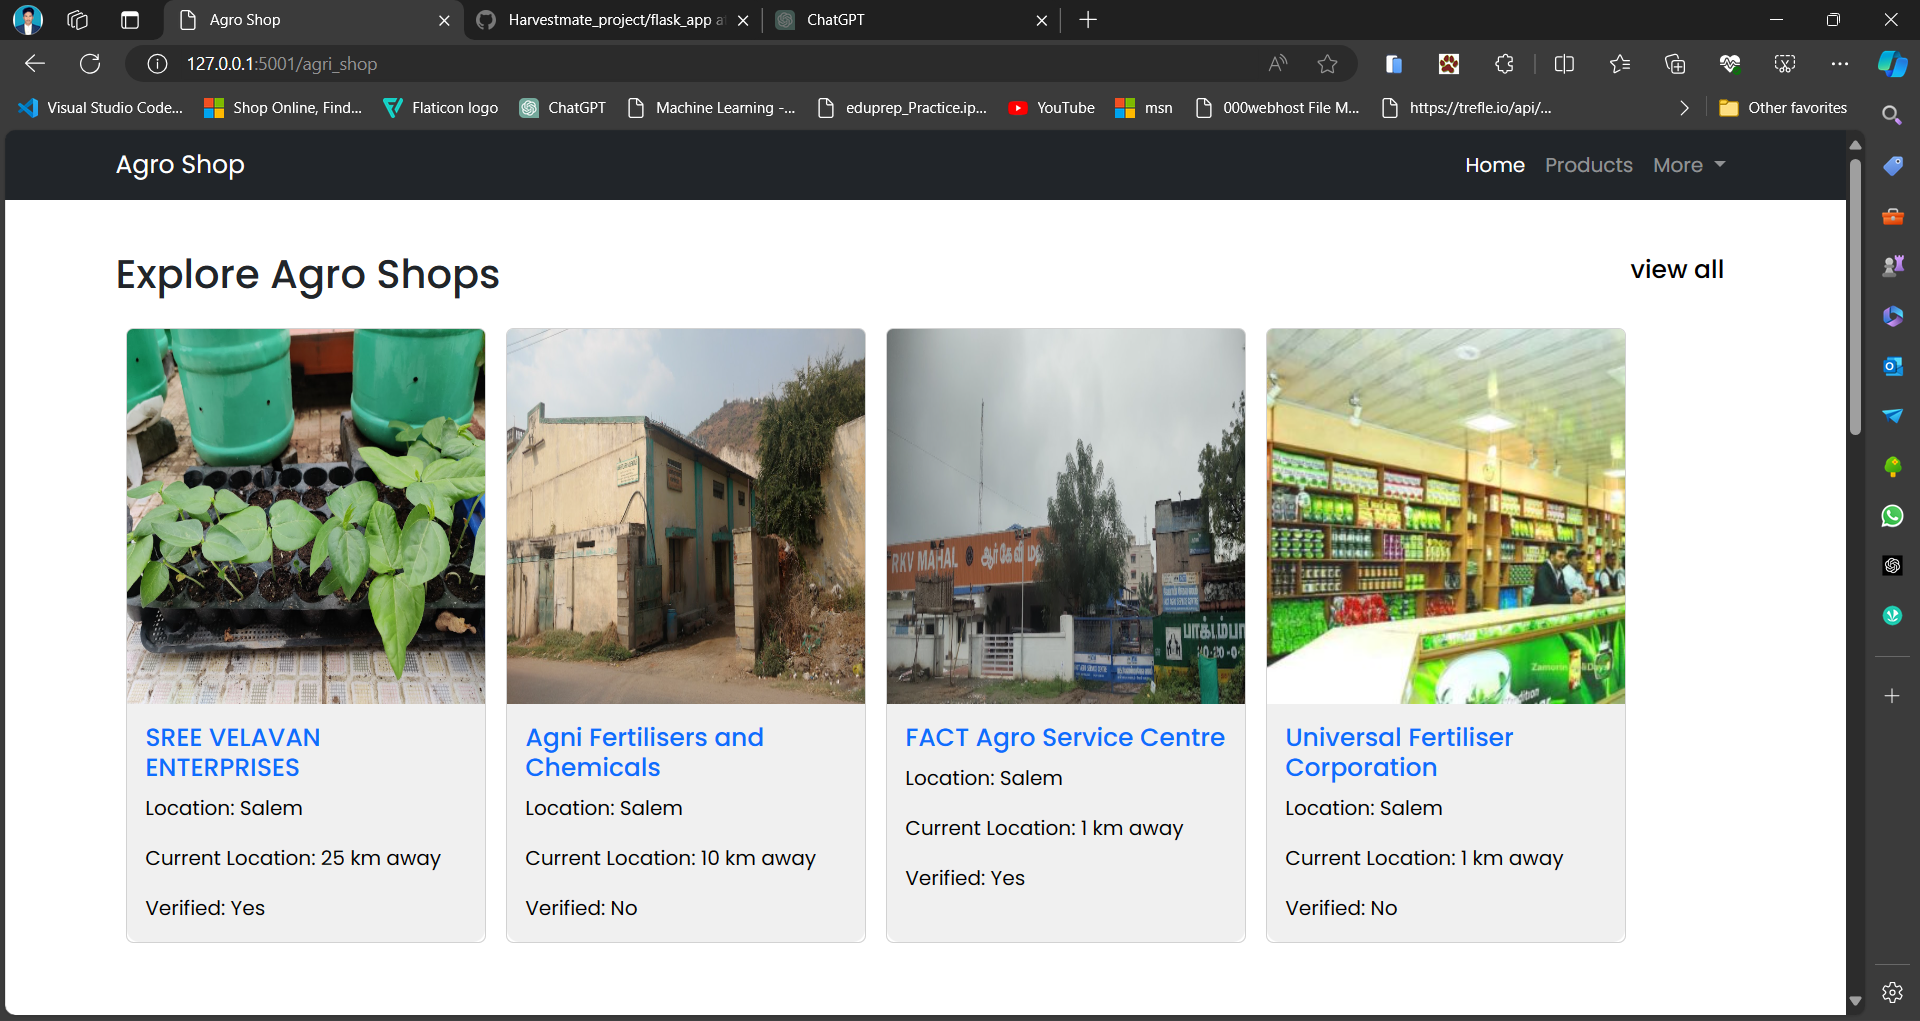 Agro Shop
Harvestmate_project/flask_app at
ChatGPT
127.0.0.1:5001/agri_shop
Visual Studio Code...
Shop Online, Find...
Flaticon logo
ChatGPT
Machine Learning -...
eduprep_Practice.ip...
YouTube
msn
000webhost File M...
https://trefle.io/api/...
Other favorites
Agro Shop
Home
Products
More
Explore Agro Shops
view all
RKV MAHAL
ஆர் கே வி
Zamorin
SREE VELAVAN
ENTERPRISES
Location: Salem
Current Location: 25 km away
Verified: Yes
Agni Fertilisers and
Chemicals
Location: Salem
Current Location: 10 km away
Verified: No
FACT Agro Service Centre
Location: Salem
Current Location: 1 km away
Verified: Yes
Universal Fertiliser
Corporation
Location: Salem
Current Location: 1 km away
Verified: No